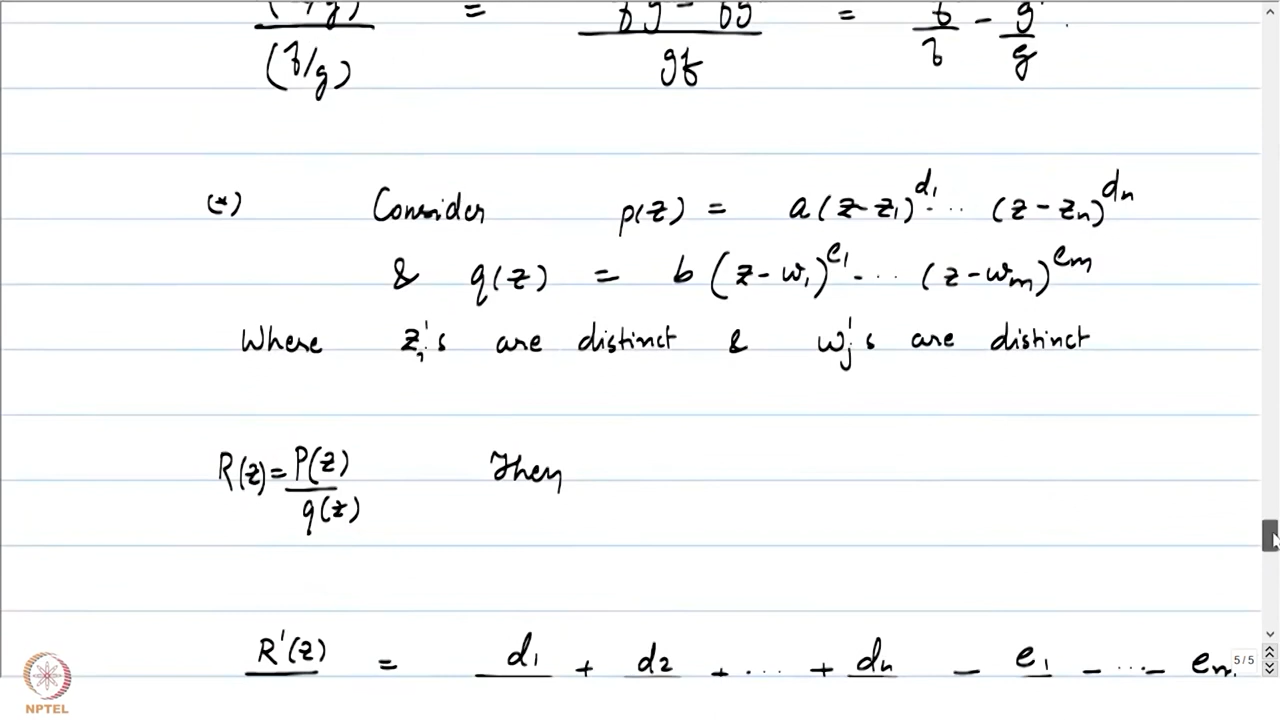 (f/g) = gf = f - g/g
(*) Consider p(z) = a(z-z₁)^d₁ ... (z-zₙ)^dₙ
& q(z) = b(z-w₁)^e₁ ... (z-wₘ)^eₘ
Where zᵢ's are distinct & wⱼ's are distinct
R(z) = P(z)/q(z) Then
R'(z) = d₁ + d₂ + ... + dₙ - e₁ - ... - eₘ
5/5
NPTEL